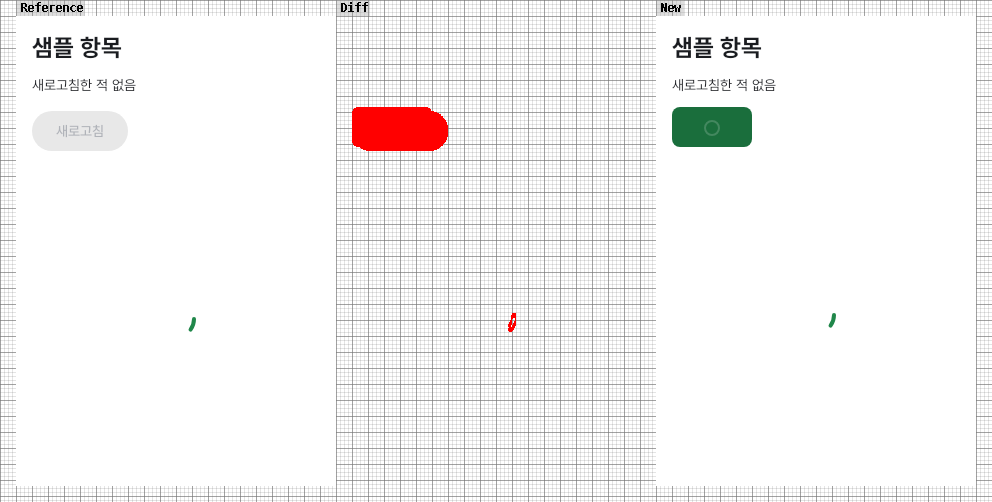 Reference
Diff
New
샘플 항목
새로고침한 적 없음
새로고침
샘플 항목
새로고침한 적 없음